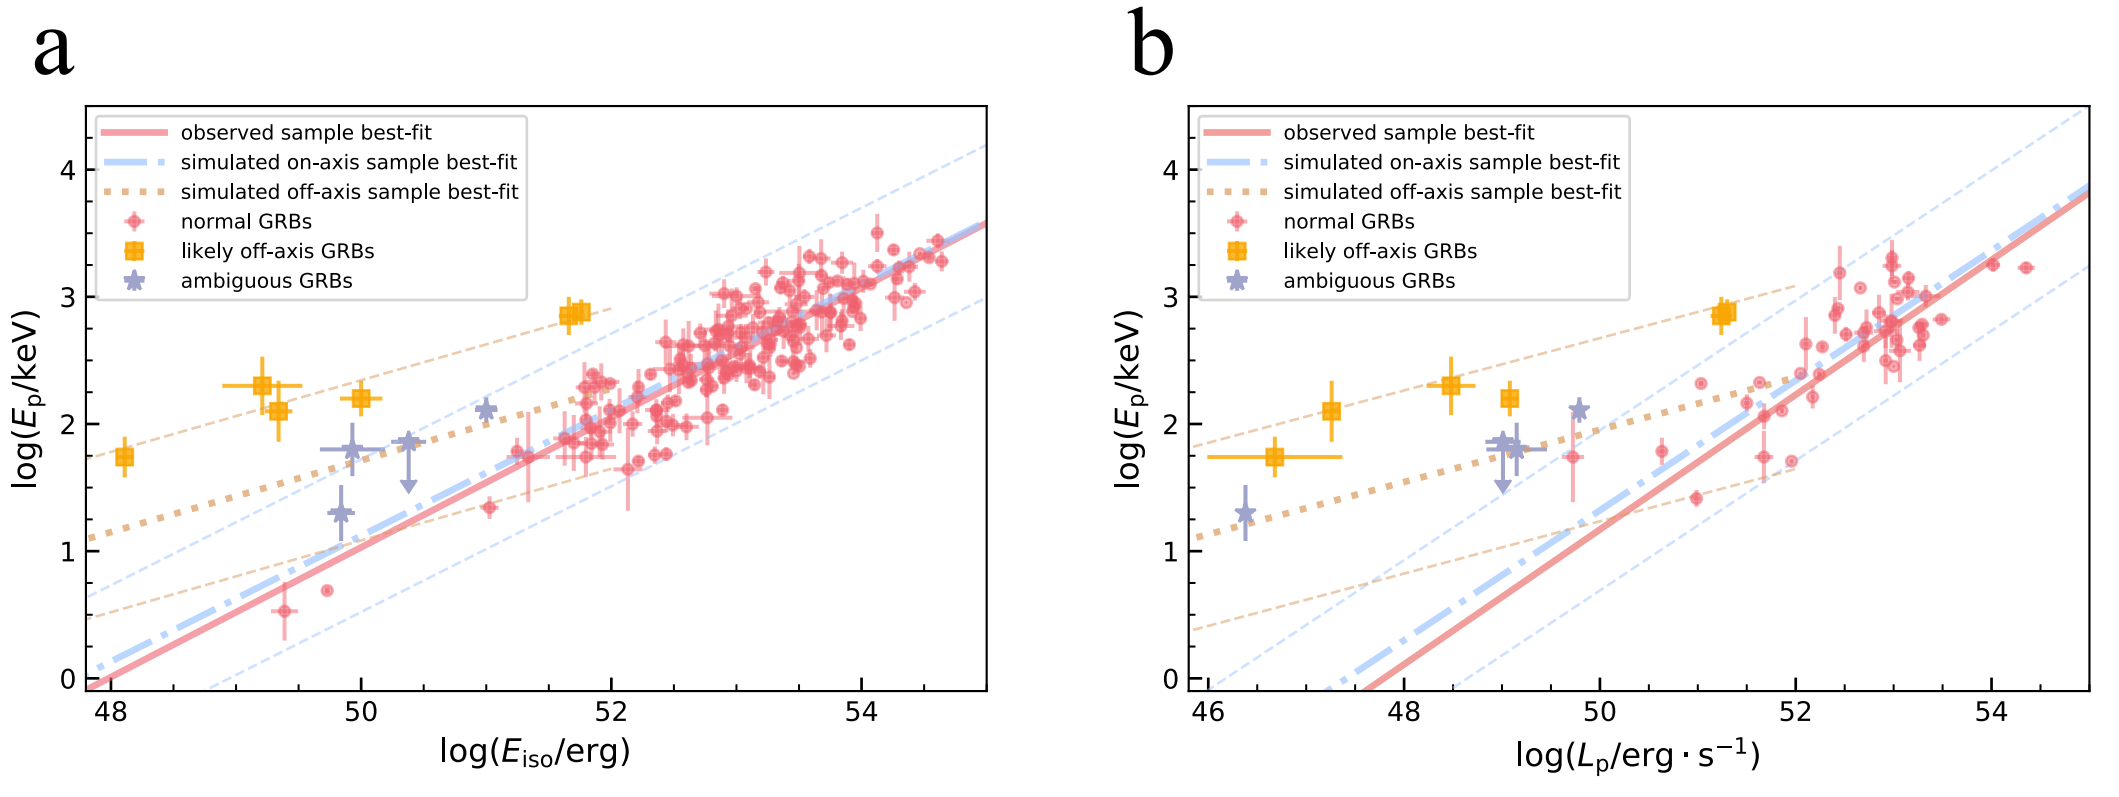 a
observed sample best-fit
simulated on-axis sample best-fit
simulated off-axis sample best-fit
normal GRBs
likely off-axis GRBs
ambiguous GRBs
4
3
2
1
0
log(E_p/keV)
48 50 52 54
log(E_iso/erg)
b
observed sample best-fit
simulated on-axis sample best-fit
simulated off-axis sample best-fit
normal GRBs
likely off-axis GRBs
ambiguous GRBs
4
3
2
1
0
log(E_p/keV)
46 48 50 52 54
log(L_p/erg · s⁻¹)